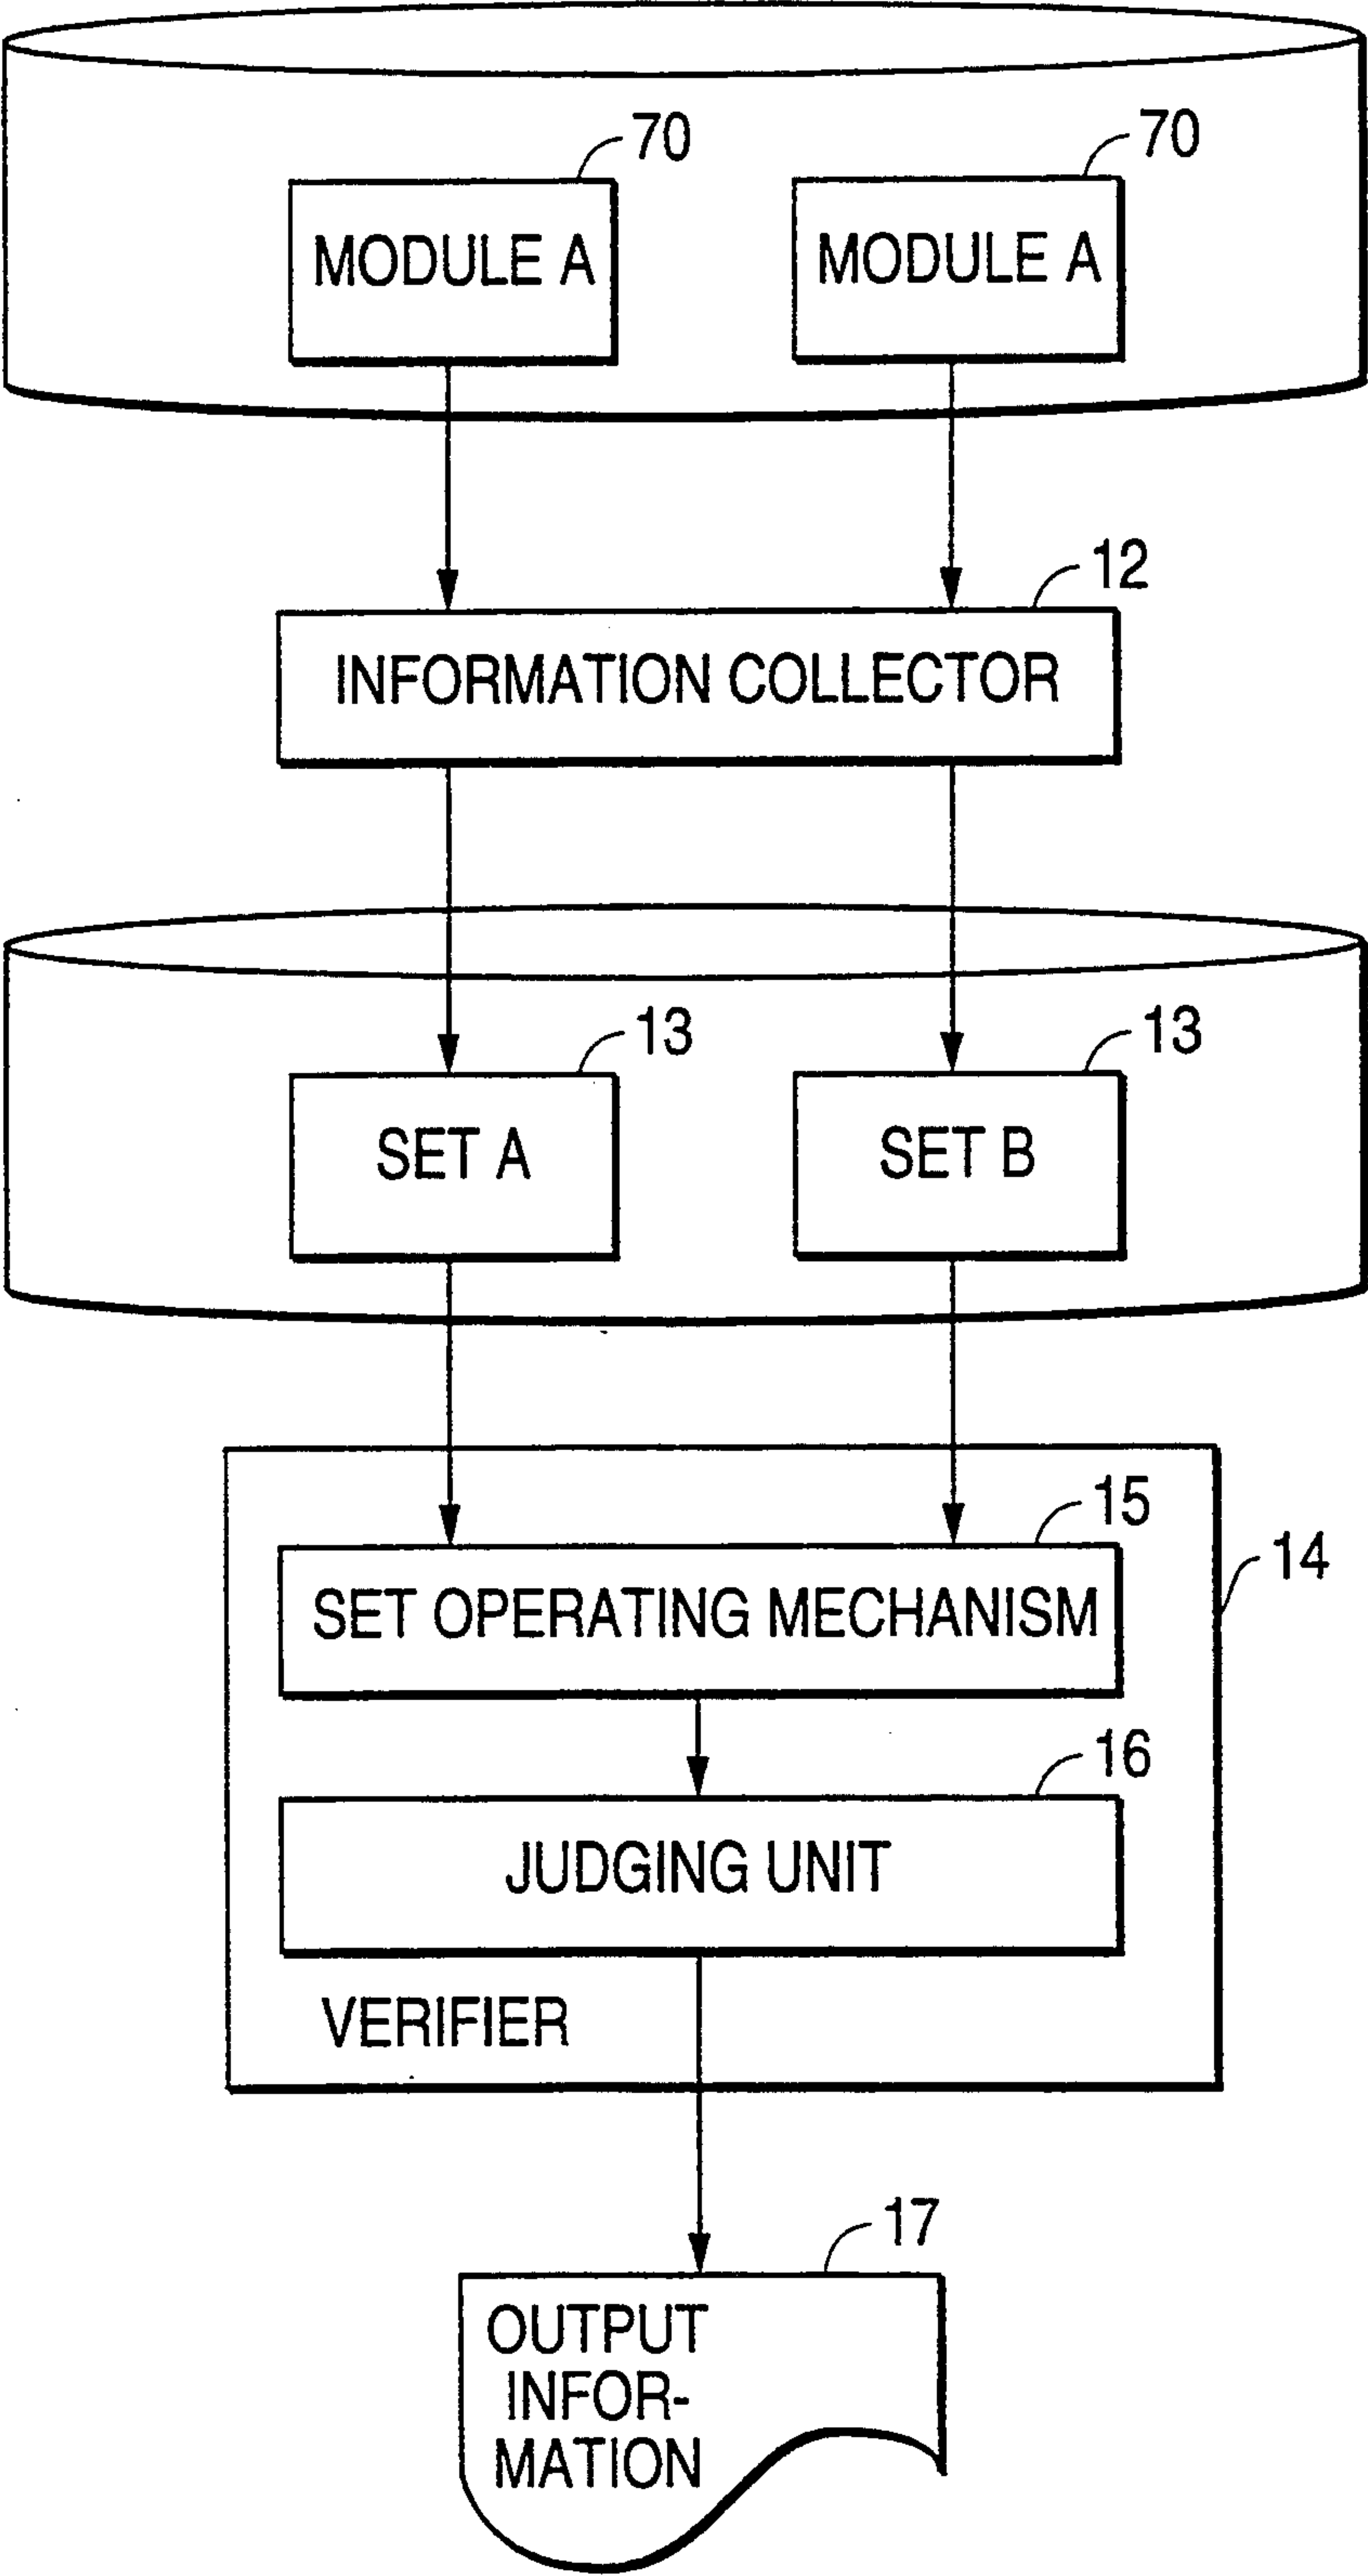 70 70
MODULE A MODULE A
12
INFORMATION COLLECTOR
13 13
SET A SET B
15
14
SET OPERATING MECHANISM
16
JUDGING UNIT
VERIFIER
17
OUTPUT
INFOR-
MATION